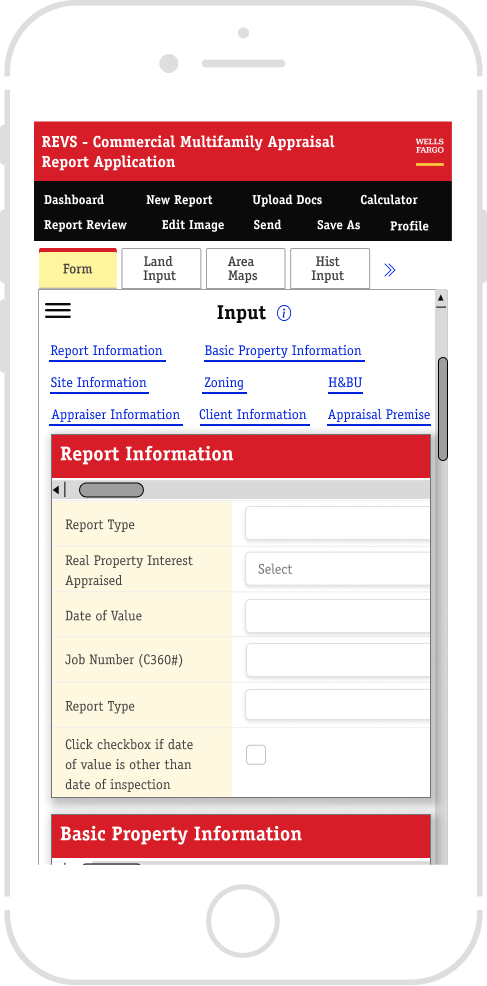 REVS - Commercial Multifamily Appraisal
Report Application
WELLS
FARGO
Dashboard New Report Upload Docs Calculator
Report Review Edit Image Send Save As Profile
Form
Land
Input
Area
Maps
Hist
Input
Input
Report Information Basic Property Information
Site Information Zoning H&BU
Appraiser Information Client Information Appraisal Premise
Report Information
Report Type
Real Property Interest
Appraised
Select
Date of Value
Job Number (C360#)
Report Type
Click checkbox if date
of value is other than
date of inspection
Basic Property Information